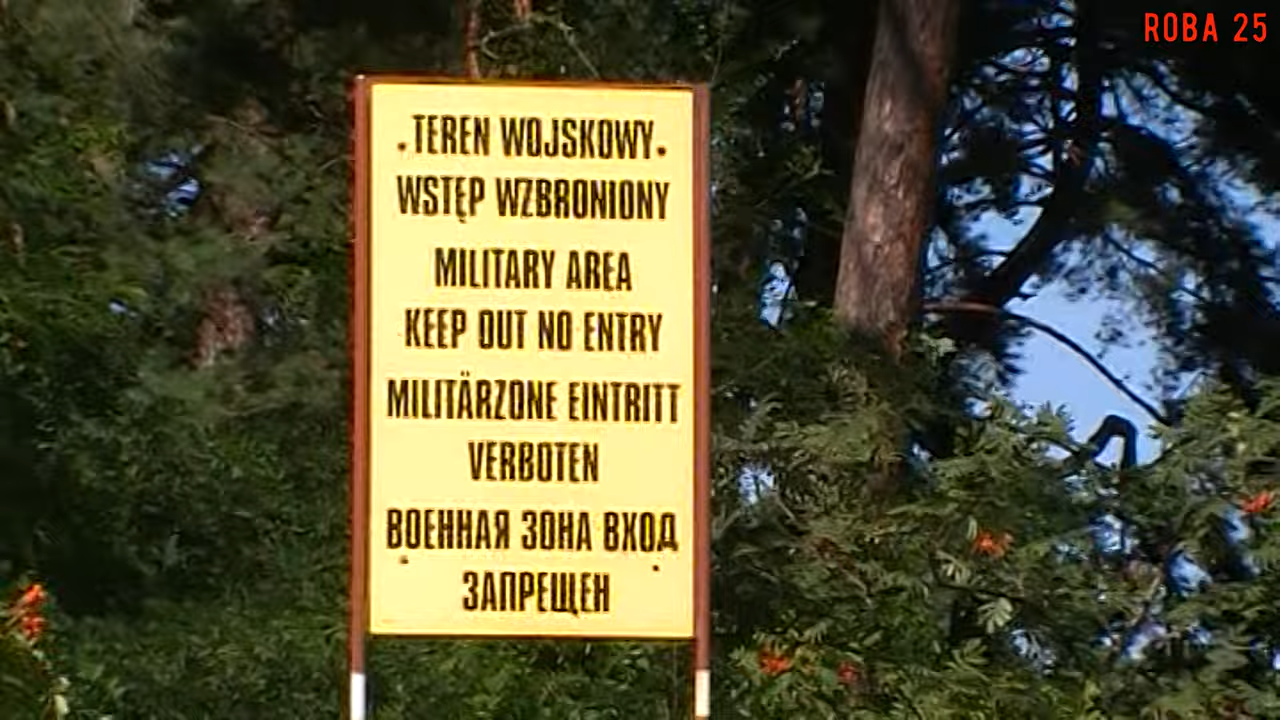 ROBA 25
TEREN WOJSKOWY
WSTĘP WZBRONIONY
MILITARY AREA
KEEP OUT NO ENTRY
MILITÄRZONE EINTRITT
VERBOTEN
ВОЕННАЯ ЗОНА ВХОД
ЗАПРЕЩЕН